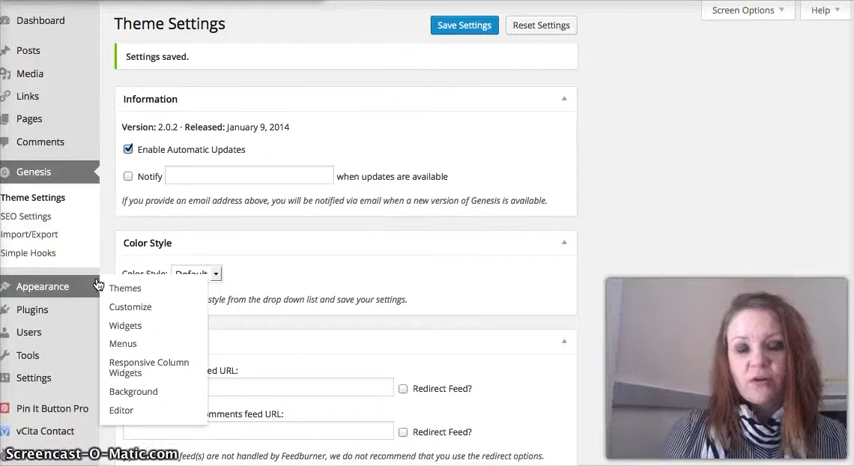 Screen Options
Help
Dashboard
Posts
Media
Links
Pages
Comments
Genesis
Theme Settings
SEO Settings
Import/Export
Simple Hooks
Appearance
Plugins
Users
Tools
Settings
Pin It Button Pro
vCita Contact
Themes
Customize
Widgets
Menus
Responsive Column
Widgets
Background
Editor
Theme Settings
Save Settings
Reset Settings
Settings saved.
Information
Version: 2.0.2 · Released: January 9, 2014
Enable Automatic Updates
Notify when updates are available
If you provide an email address above, you will be notified via email when a new version of Genesis is available.
Color Style
Color Style: Default
style from the drop down list and save your settings.
eed URL:
Redirect Feed?
omments feed URL:
Redirect Feed?
feed(s) are not handled by Feedburner, we do not recommend that you use the redirect options.
Screencast-O-Matic.com